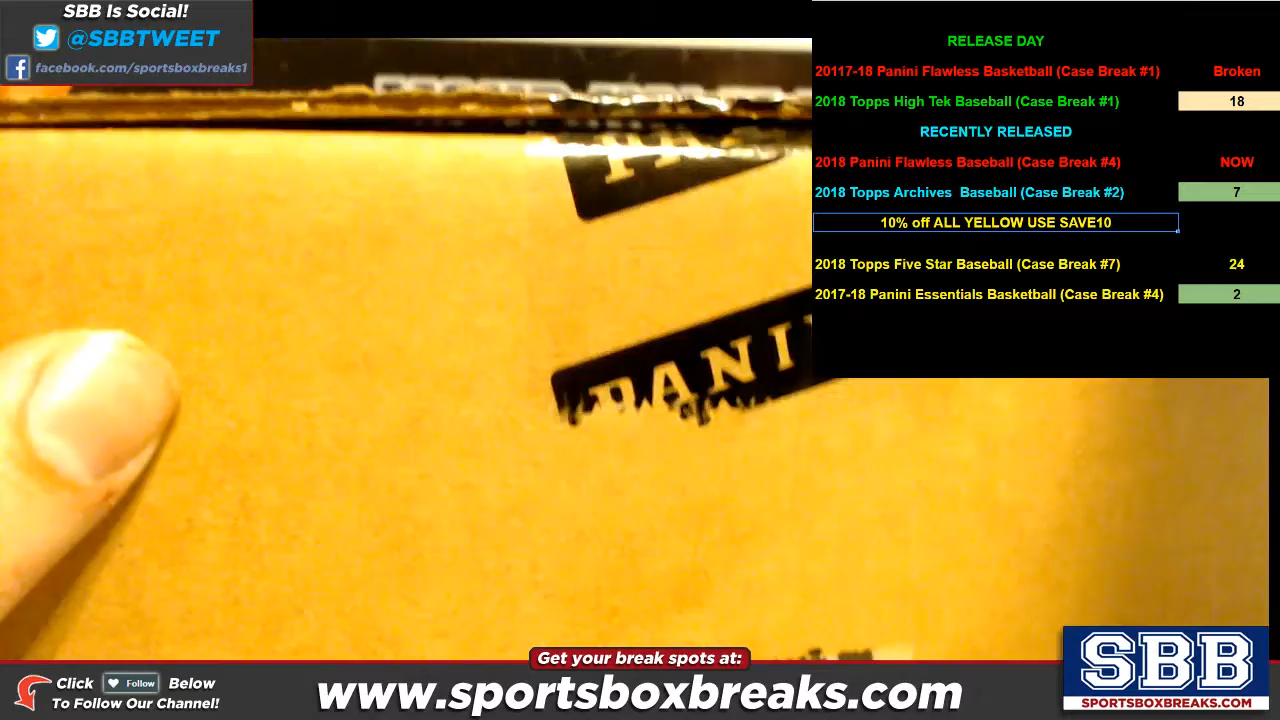 SBB Is Social!
@SBBTWEET
facebook.com/sportsboxbreaks1
RELEASE DAY
20117-18 Panini Flawless Basketball (Case Break #1) Broken
2018 Topps High Tek Baseball (Case Break #1) 18
RECENTLY RELEASED
2018 Panini Flawless Baseball (Case Break #4) NOW
2018 Topps Archives Baseball (Case Break #2) 7
10% off ALL YELLOW USE SAVE10
2018 Topps Five Star Baseball (Case Break #7) 24
2017-18 Panini Essentials Basketball (Case Break #4) 2
PANINI
Get your break spots at:
www.sportsboxbreaks.com
Click Follow Below
To Follow Our Channel!
SBB
SPORTSBOXBREAKS.COM